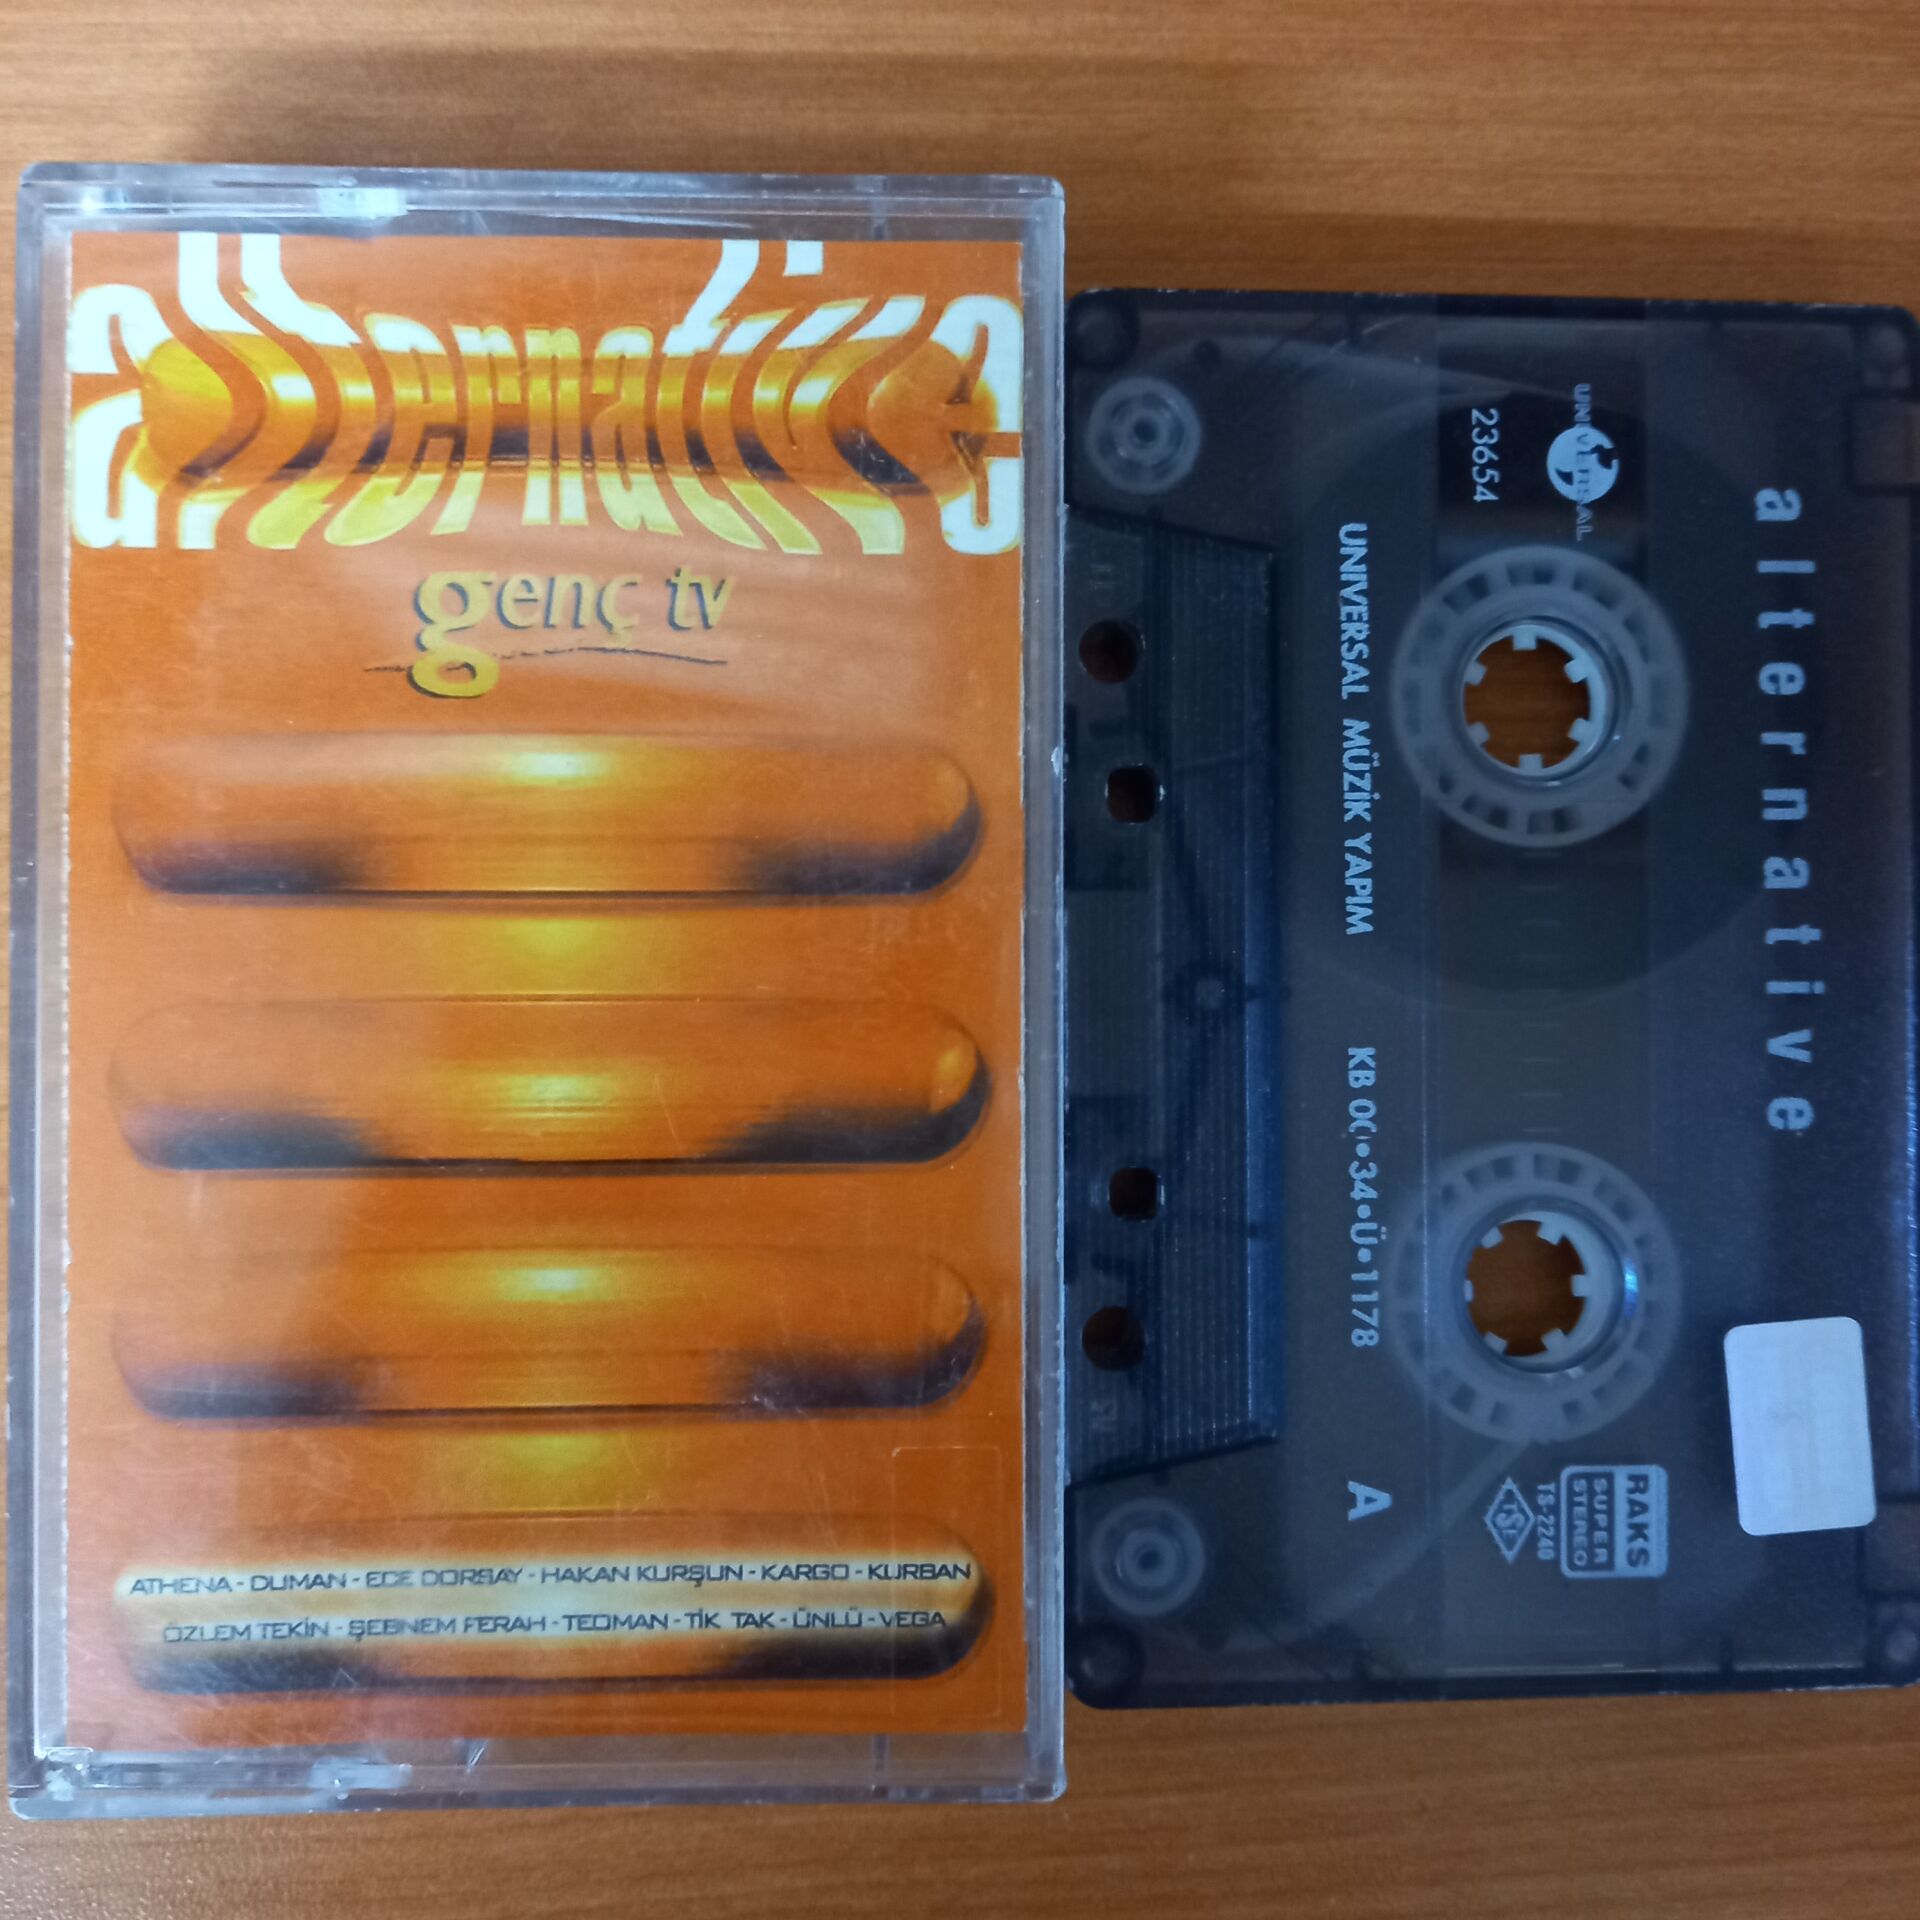 alternative
genç tv
ATHENA - DUMAN - ECE DORSAY - HAKAN KURŞUN - KARGO - KURBAN
ÖZLEM TEKİN - ŞEBNEM FERAH - TEOMAN - TİK TAK - ÜNLÜ - VEGA
alternative
UNIVERSAL
23654
UNIVERSAL MÜZİK YAPIM KB 00•34•Ü•1178 A
RAKS
SUPER
STEREO
TS-2240
TSE